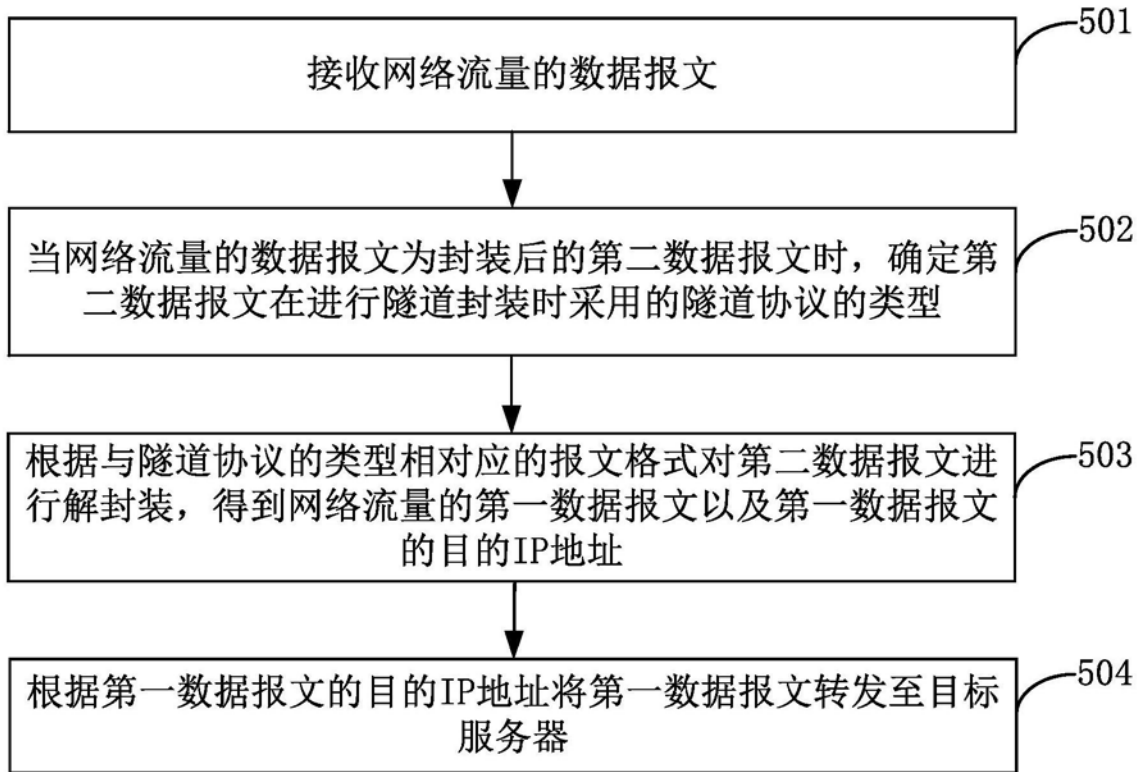 501
接收网络流量的数据报文
502
当网络流量的数据报文为封装后的第二数据报文时，确定第
二数据报文在进行隧道封装时采用的隧道协议的类型
503
根据与隧道协议的类型相对应的报文格式对第二数据报文进
行解封装，得到网络流量的第一数据报文以及第一数据报文
的目的IP地址
504
根据第一数据报文的目的IP地址将第一数据报文转发至目标
服务器